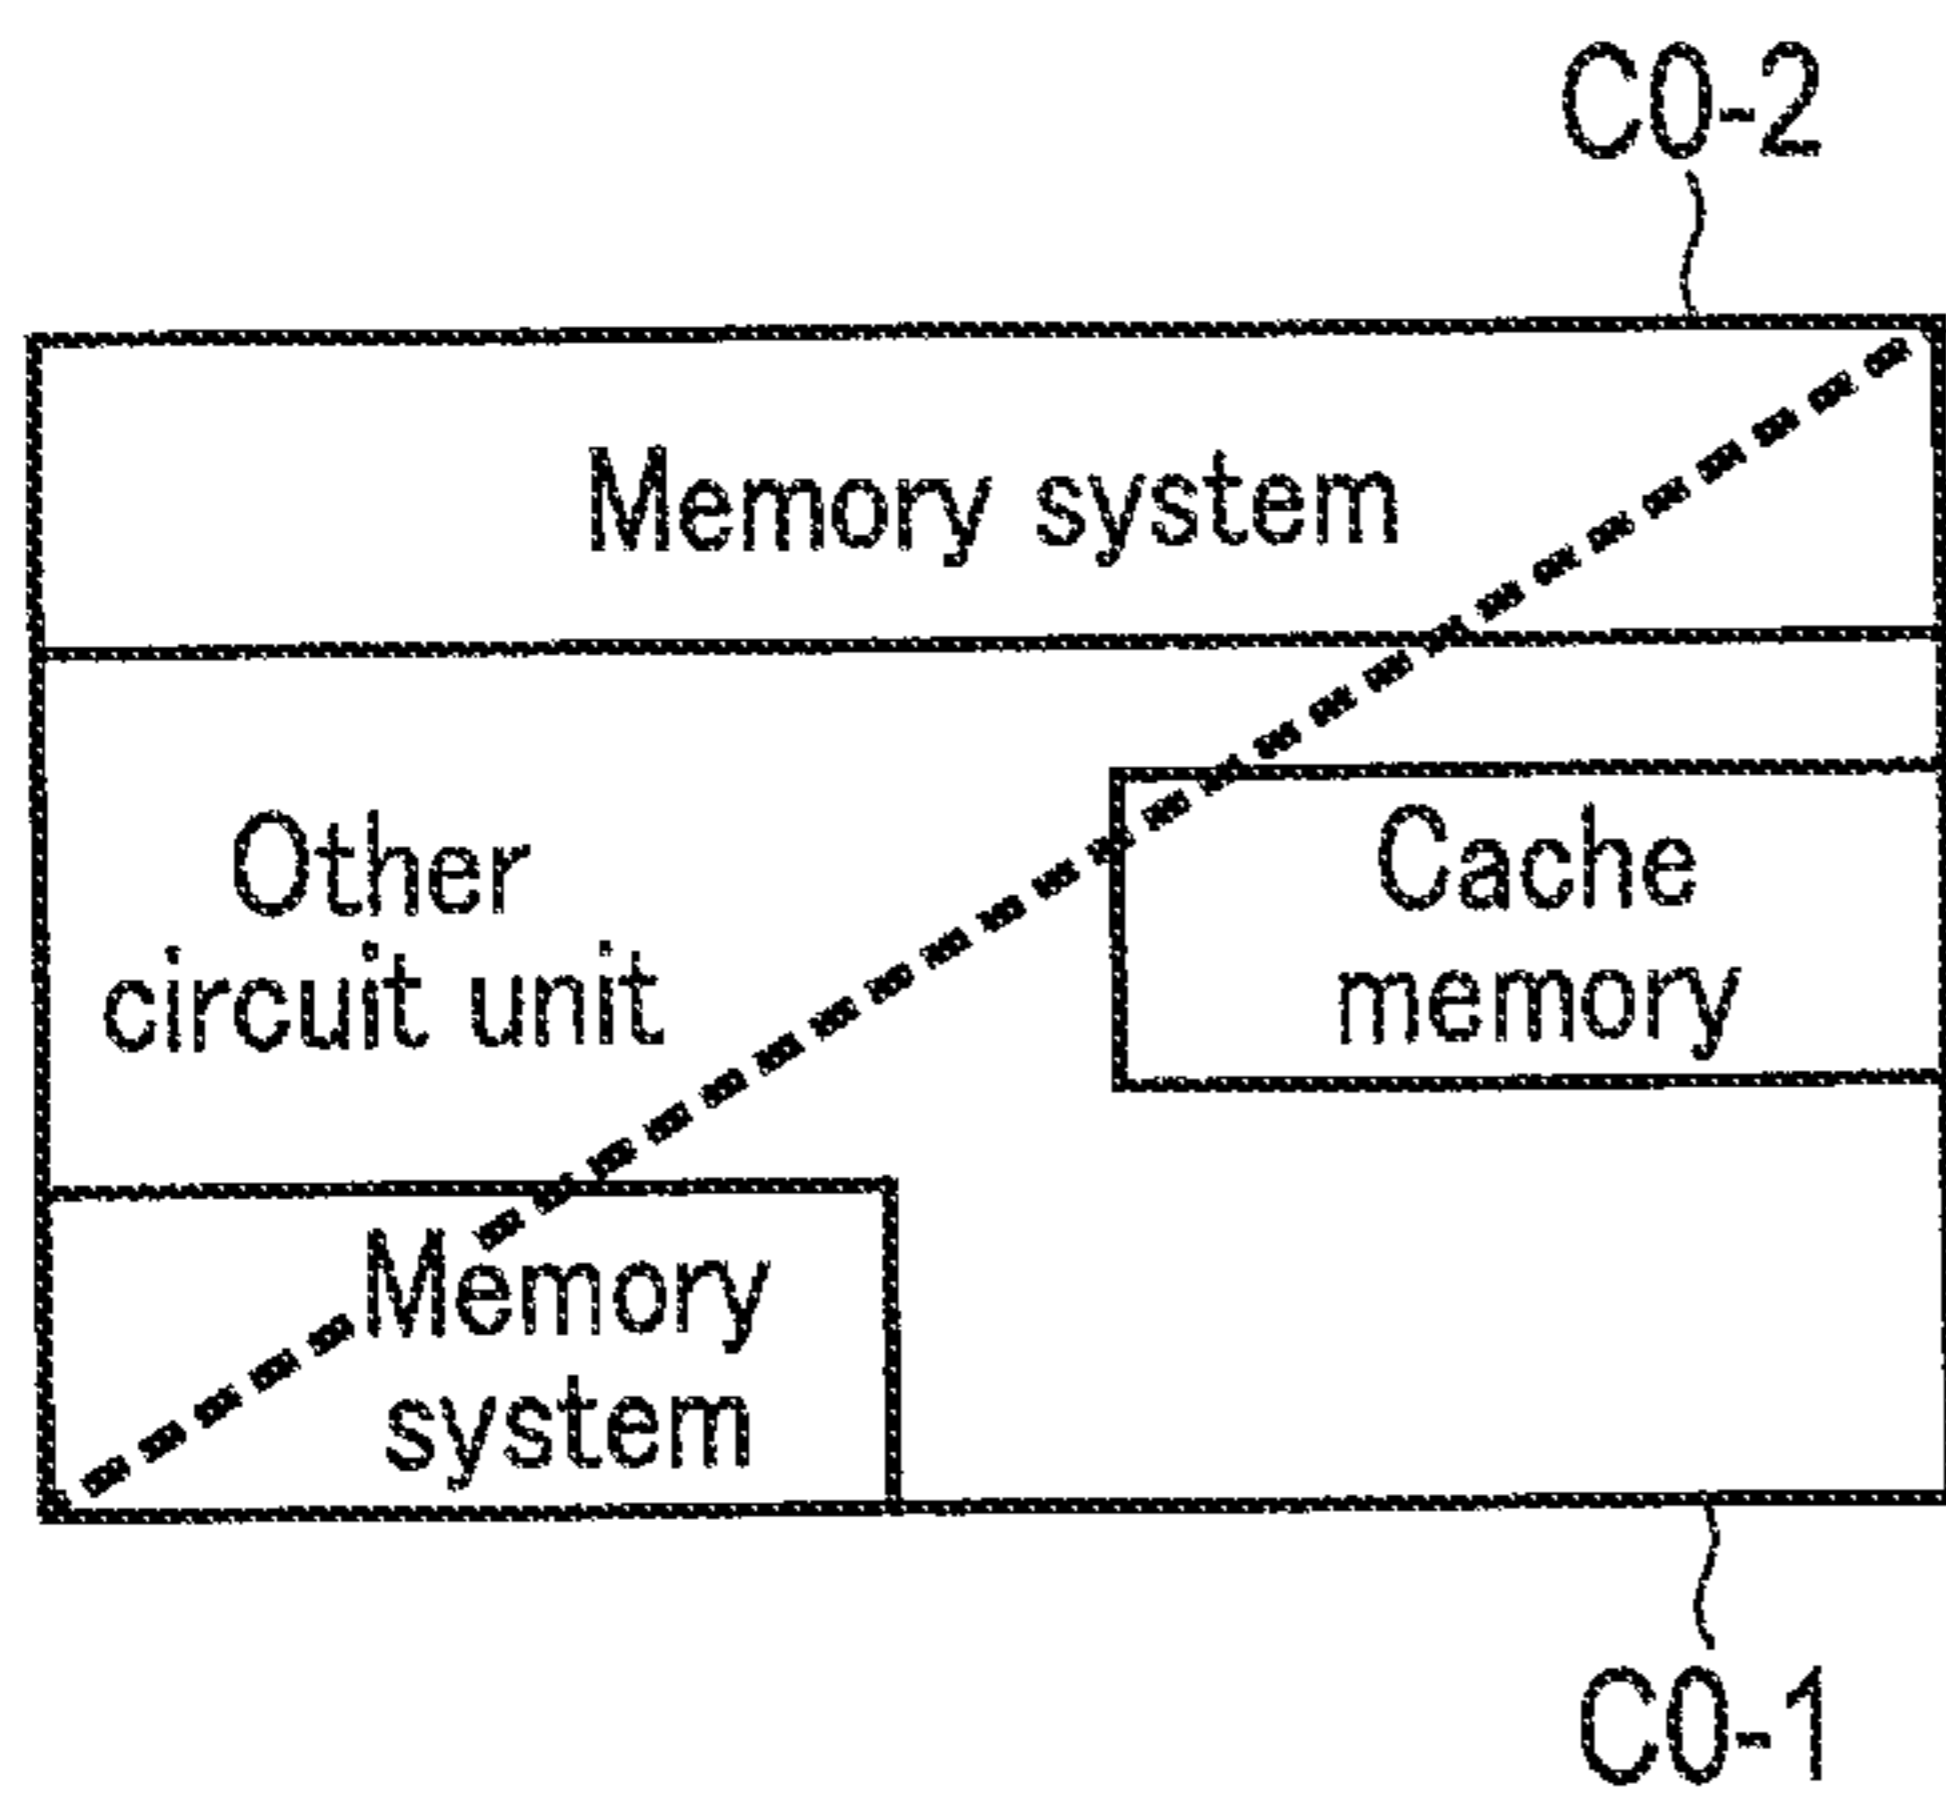 C0-2
Memory system
Other
circuit unit
Cache
memory
Memory
system
C0-1